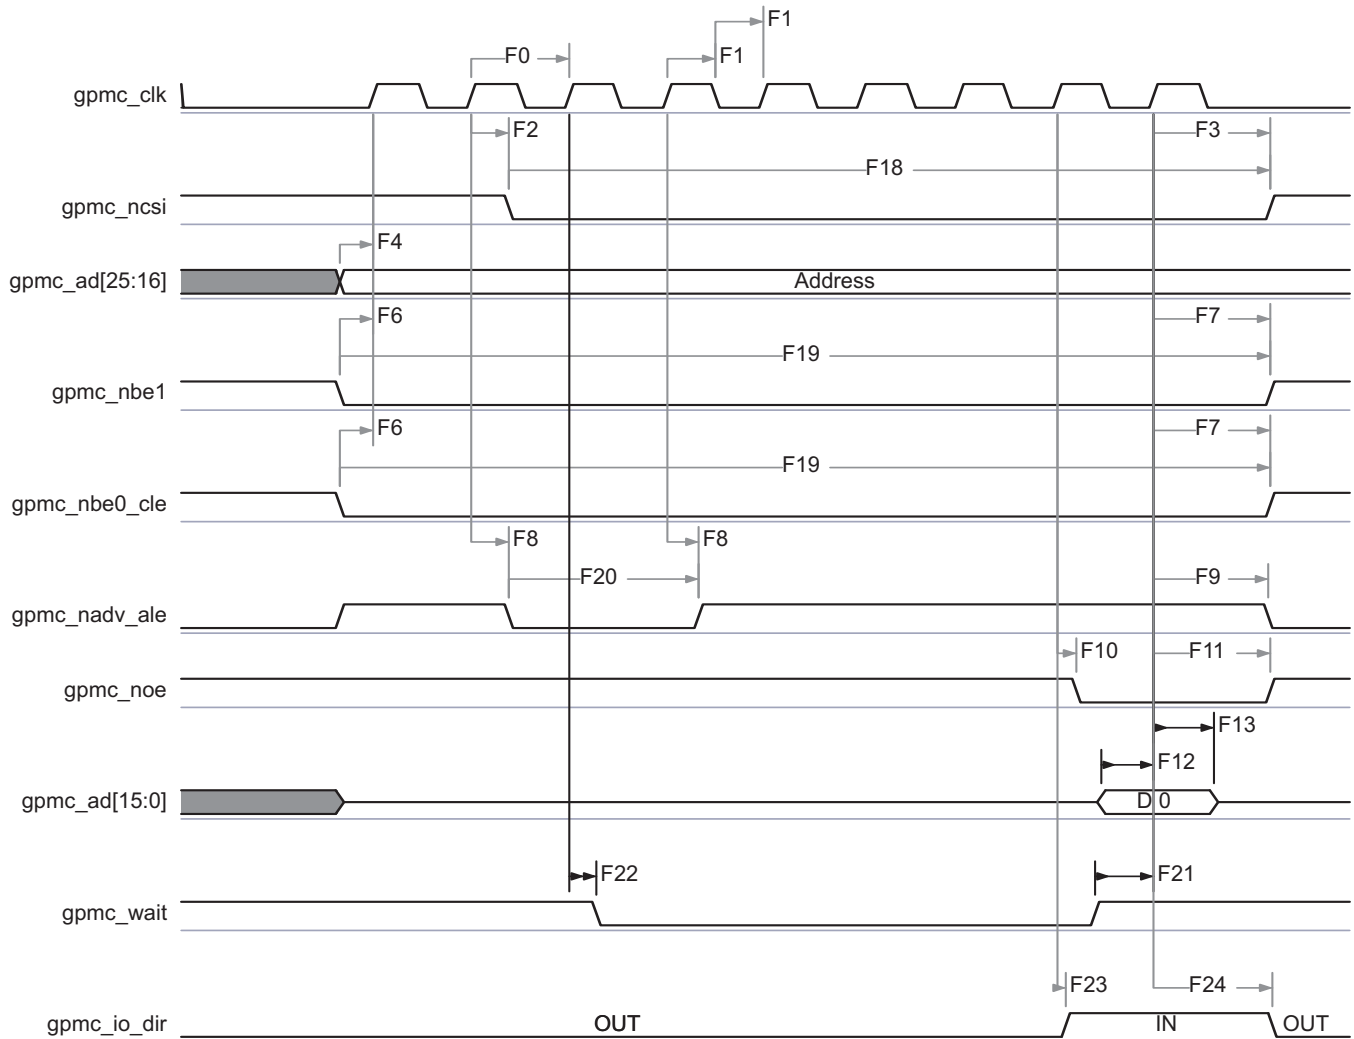 F1
F0
F1
gpmc_clk
F2
F3
F18
gpmc_ncsi
F4
gpmc_ad[25:16]
Address
F6
F7
F19
gpmc_nbe1
F6
F7
F19
gpmc_nbe0_cle
F8
F8
F20
F9
gpmc_nadv_ale
F10
F11
gpmc_noe
F13
F12
gpmc_ad[15:0]
D 0
F22
F21
gpmc_wait
F23
F24
gpmc_io_dir
OUT
IN
OUT